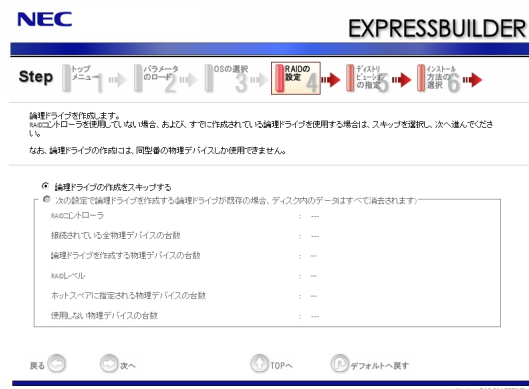 NEC
EXPRESSBUILDER
Step
トップ
メニュー 1
パラメータ
のロード 2
OSの選択
3
RAIDの
設定 4
ディストリ
ビューション
の指定 5
インストール
方法の
選択 6
論理ドライブを作成します。
RAIDコントローラを使用していない場合、および、すでに作成されている論理ドライブを使用する場合は、スキップを選択し、次へ進んでくださ
い。
なお、論理ドライブの作成には、同型番の物理デバイスしか使用できません。
論理ドライブの作成をスキップする
次の設定で論理ドライブを作成する(論理ドライブが既存の場合、ディスク内のデータはすべて消去されます)
RAIDコントローラ : ---
接続されている全物理デバイスの台数 : ---
論理ドライブを作成する物理デバイスの台数 : ---
RAIDレベル : ---
ホットスペアに指定される物理デバイスの台数 : ---
使用しない物理デバイスの台数 : ---
戻る 次へ TOPへ デフォルトへ戻す